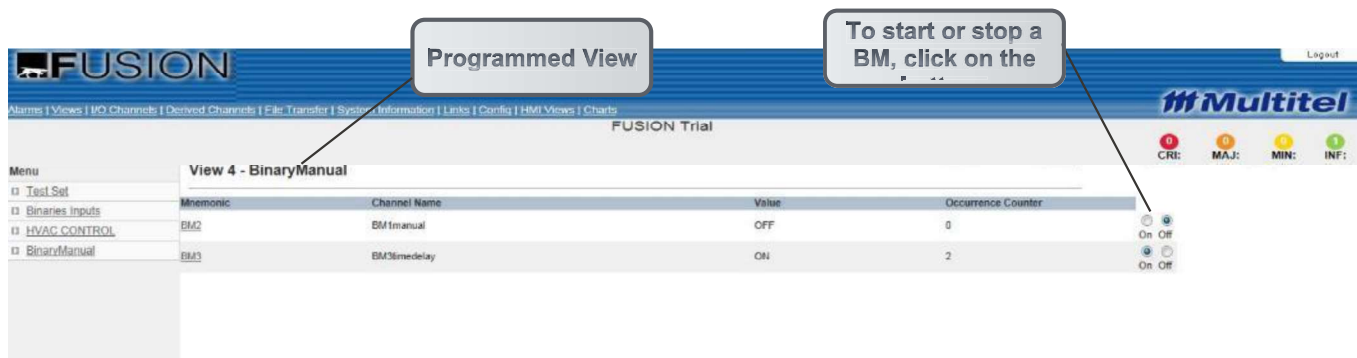 Programmed View
To start or stop a
BM, click on the
FUSION
Logout
Multitel
Alarms | Views | I/O Channels | Derived Channels | File Transfer | System Information | Links | Config | HMI Views | Charts
FUSION Trial
0 0 0 1
CRI: MAJ: MIN: INF:
Menu
Test Set
Binaries Inputs
HVAC CONTROL
BinaryManual
View 4 - BinaryManual
Mnemonic Channel Name Value Occurrence Counter
BM2 BM1manual OFF 0 On Off
BM3 BM3timedelay ON 2 On Off